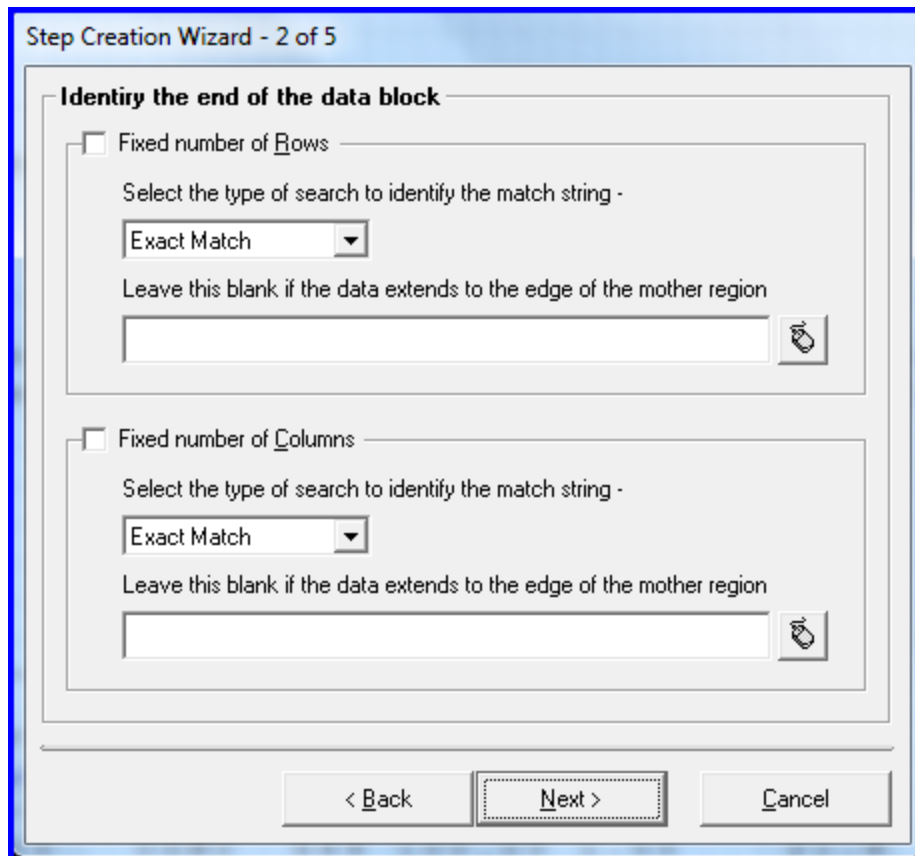 Step Creation Wizard - 2 of 5
Identiry the end of the data block
Fixed number of Rows
Select the type of search to identify the match string -
Exact Match
Leave this blank if the data extends to the edge of the mother region
Fixed number of Columns
Select the type of search to identify the match string -
Exact Match
Leave this blank if the data extends to the edge of the mother region
< Back Next > Cancel